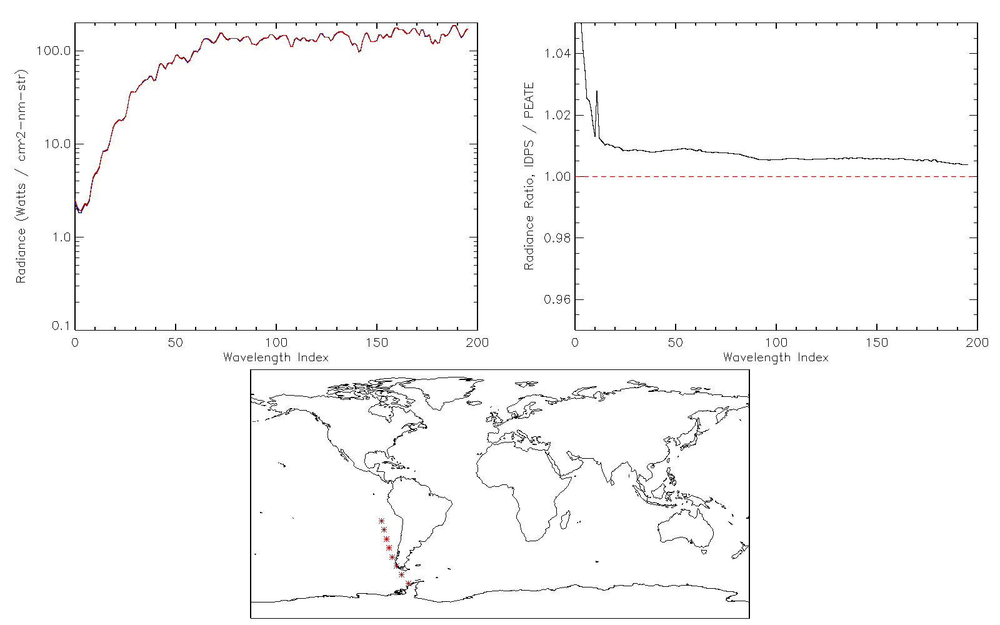 Radiance (Watts / cm^2-nm-str)
100.0
10.0
1.0
0.1
0 50 100 150 200
Wavelength Index
Radiance Ratio, IDPS / PEATE
1.04
1.02
1.00
0.98
0.96
0 50 100 150 200
Wavelength Index